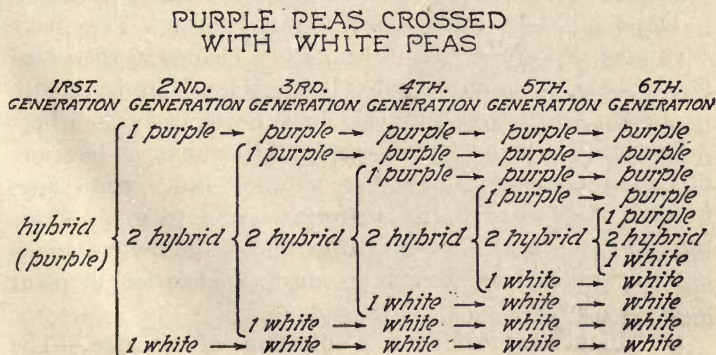 PURPLE PEAS CROSSED
WITH WHITE PEAS
1RST. 2ND. 3RD. 4TH. 5TH. 6TH.
GENERATION GENERATION GENERATION GENERATION GENERATION GENERATION
1 purple → purple → purple → purple → purple
1 purple → purple → purple → purple
1 purple → purple → purple
1 purple → purple
1 purple
hybrid 2 hybrid 2 hybrid 2 hybrid 2 hybrid 2 hybrid
(purple) 1 white
1 white → white
1 white → white → white
1 white → white → white → white
1 white → white → white → white → white